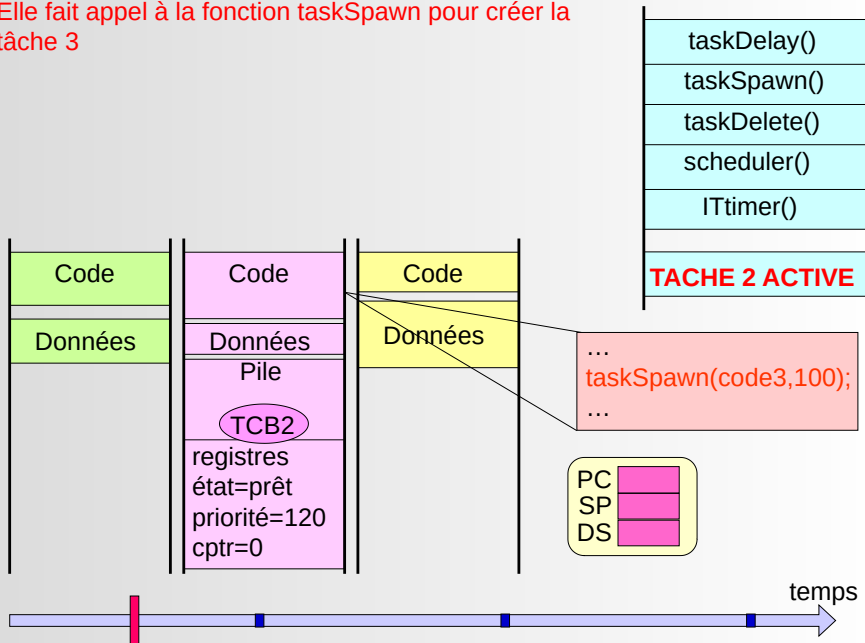 Elle fait appel à la fonction taskSpawn pour créer la
tâche 3
taskDelay()
taskSpawn()
taskDelete()
scheduler()
ITtimer()
TACHE 2 ACTIVE
Code
Données
Code
Données
Pile
TCB2
registres
état=prêt
priorité=120
cptr=0
Code
Données
…
taskSpawn(code3,100);
…
PC
SP
DS
temps